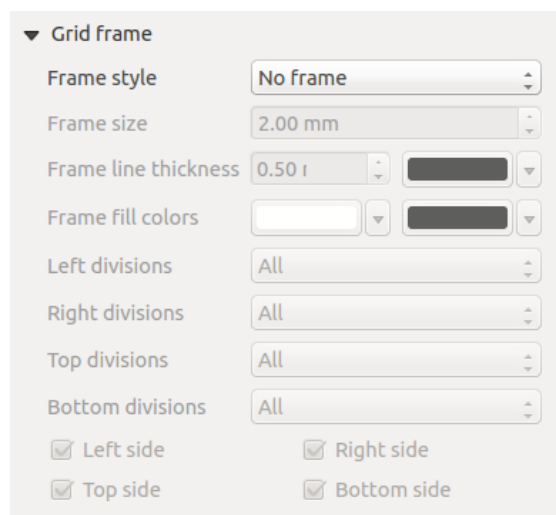 Grid frame
Frame style No frame
Frame size 2.00 mm
Frame line thickness 0.50
Frame fill colors
Left divisions All
Right divisions All
Top divisions All
Bottom divisions All
Left side Right side
Top side Bottom side